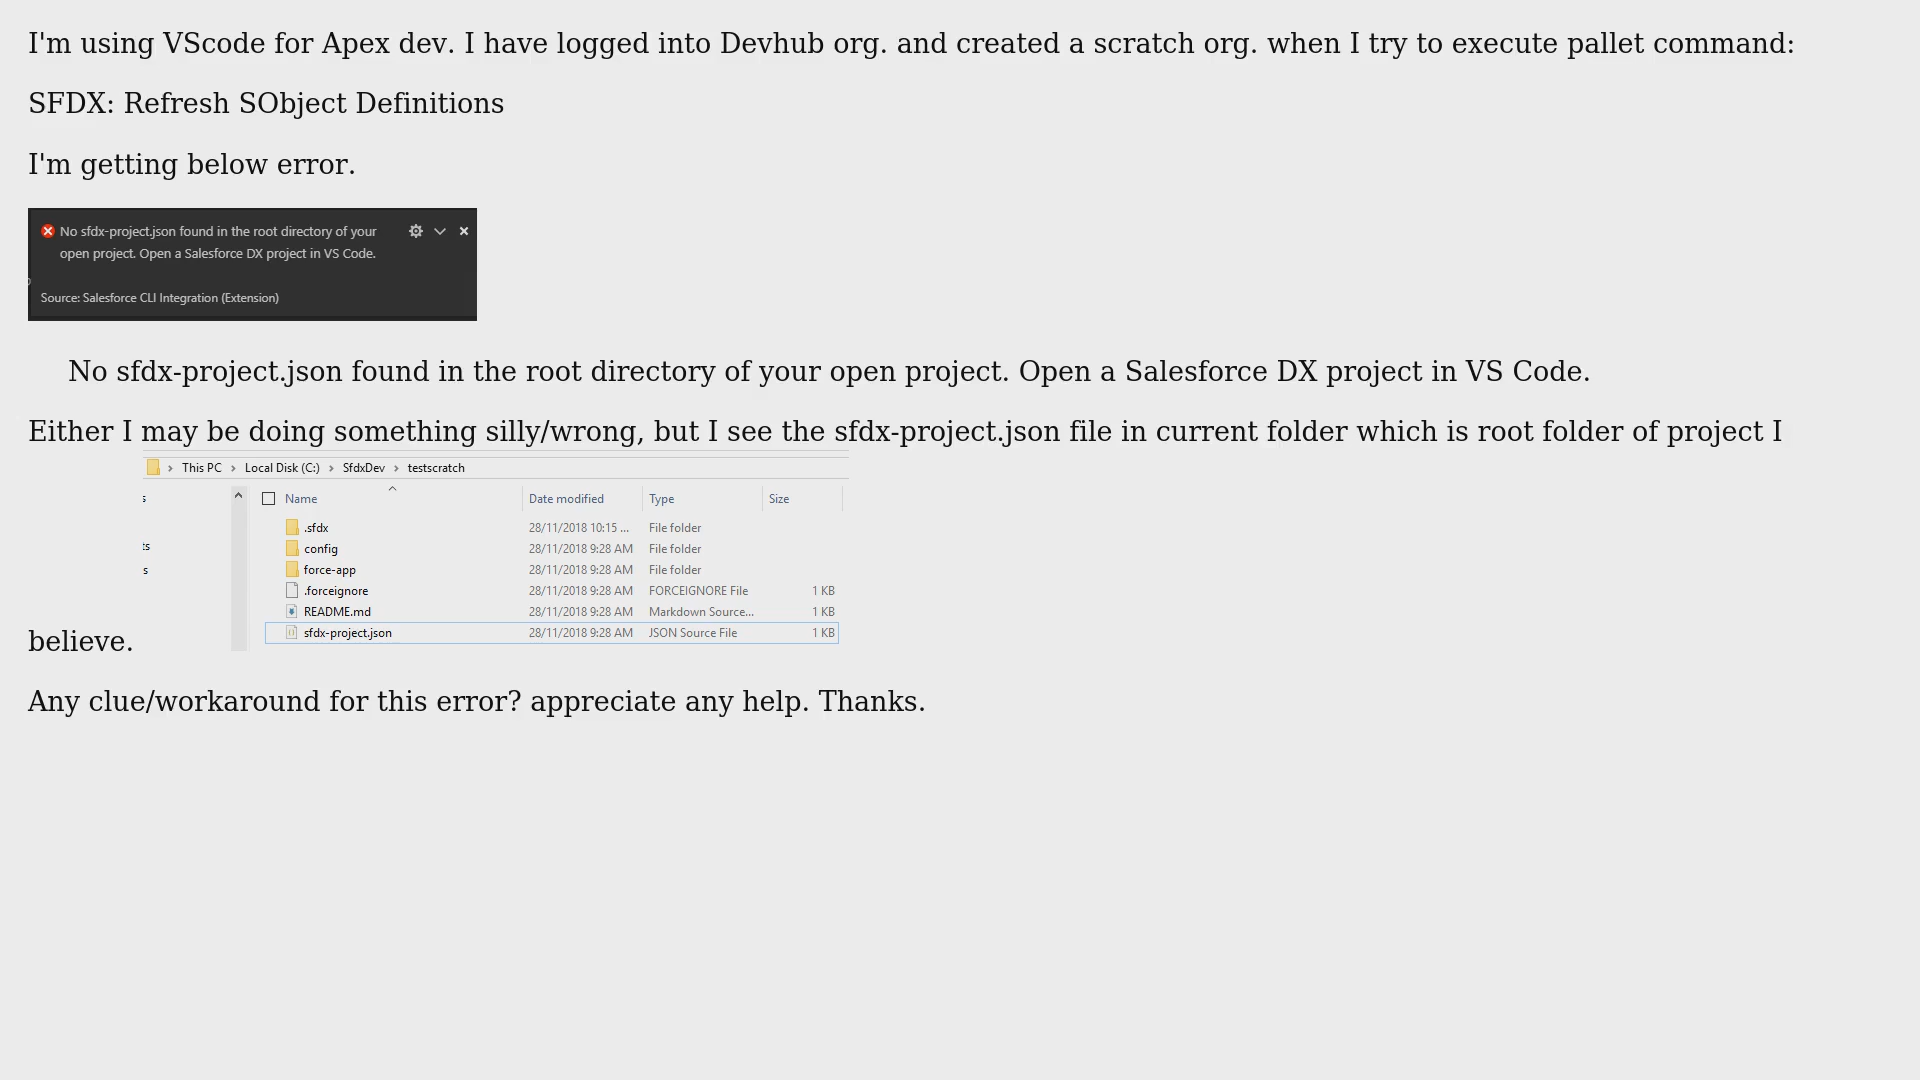 I'm using VScode for Apex dev. I have logged into Devhub org. and created a scratch org. when I try to execute pallet command:
SFDX: Refresh SObject Definitions
I'm getting below error.
No sfdx-project.json found in the root directory of your
open project. Open a Salesforce DX project in VS Code.
Source: Salesforce CLI Integration (Extension)
No sfdx-project.json found in the root directory of your open project. Open a Salesforce DX project in VS Code.
Either I may be doing something silly/wrong, but I see the sfdx-project.json file in current folder which is root folder of project I
This PC > Local Disk (C:) > SfdxDev > testscratch
Name Date modified Type Size
.sfdx 28/11/2018 10:15 ... File folder
config 28/11/2018 9:28 AM File folder
force-app 28/11/2018 9:28 AM File folder
.forceignore 28/11/2018 9:28 AM FORCEIGNORE File 1 KB
README.md 28/11/2018 9:28 AM Markdown Source... 1 KB
sfdx-project.json 28/11/2018 9:28 AM JSON Source File 1 KB
believe.
Any clue/workaround for this error? appreciate any help. Thanks.